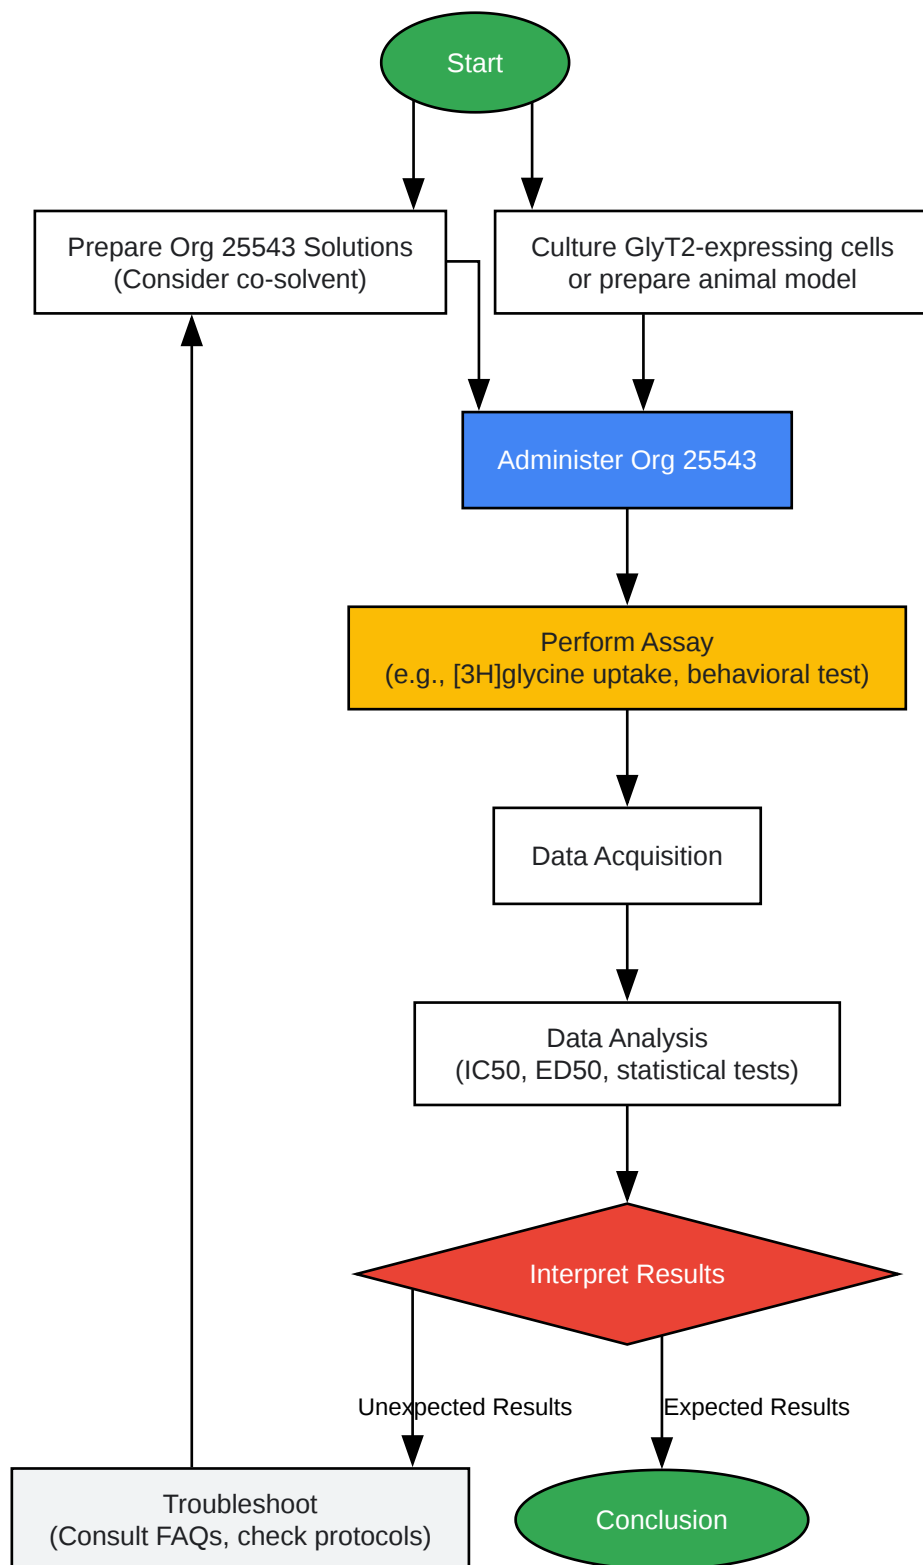 Start
Prepare Org 25543 Solutions
(Consider co-solvent)
Culture GlyT2-expressing cells
or prepare animal model
Administer Org 25543
Perform Assay
(e.g., [3H]glycine uptake, behavioral test)
Data Acquisition
Data Analysis
(IC50, ED50, statistical tests)
Interpret Results
Unexpected Results
Expected Results
Troubleshoot
(Consult FAQs, check protocols)
Conclusion